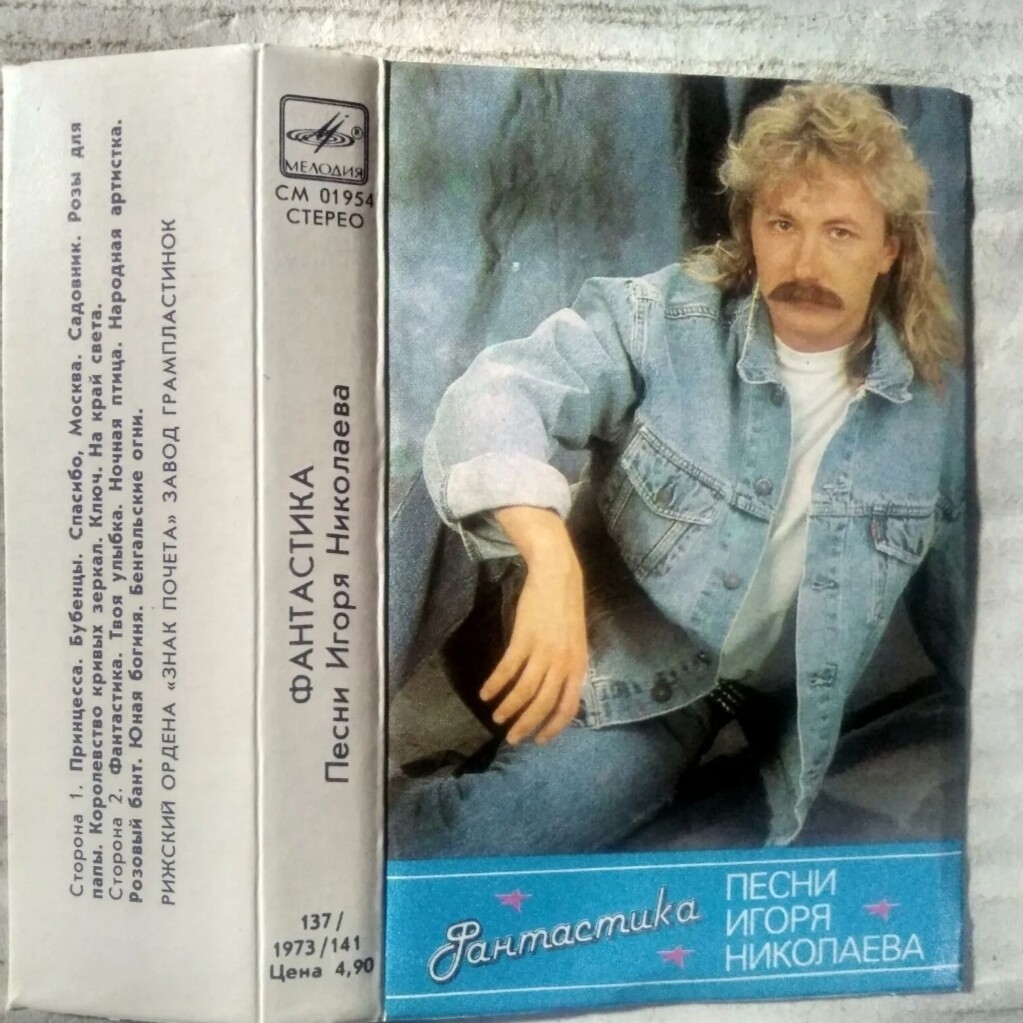 Сторона 1. Принцесса. Бубенцы. Спасибо, Москва. Садовник. Розы для
папы. Королевство кривых зеркал. Ключ. На край света.
Сторона 2. Фантастика. Твоя улыбка. Ночная птица. Народная артистка.
Розовый бант. Юная богиня. Бенгальские огни.
РИЖСКИЙ ОРДЕНА «ЗНАК ПОЧЕТА» ЗАВОД ГРАМПЛАСТИНОК
®
МЕЛОДИЯ
СМ 01954
СТЕРЕО
ФАНТАСТИКА
Песни Игоря Николаева
137/
1973/141
Цена 4,90
Фантастика
ПЕСНИ
ИГОРЯ
НИКОЛАЕВА